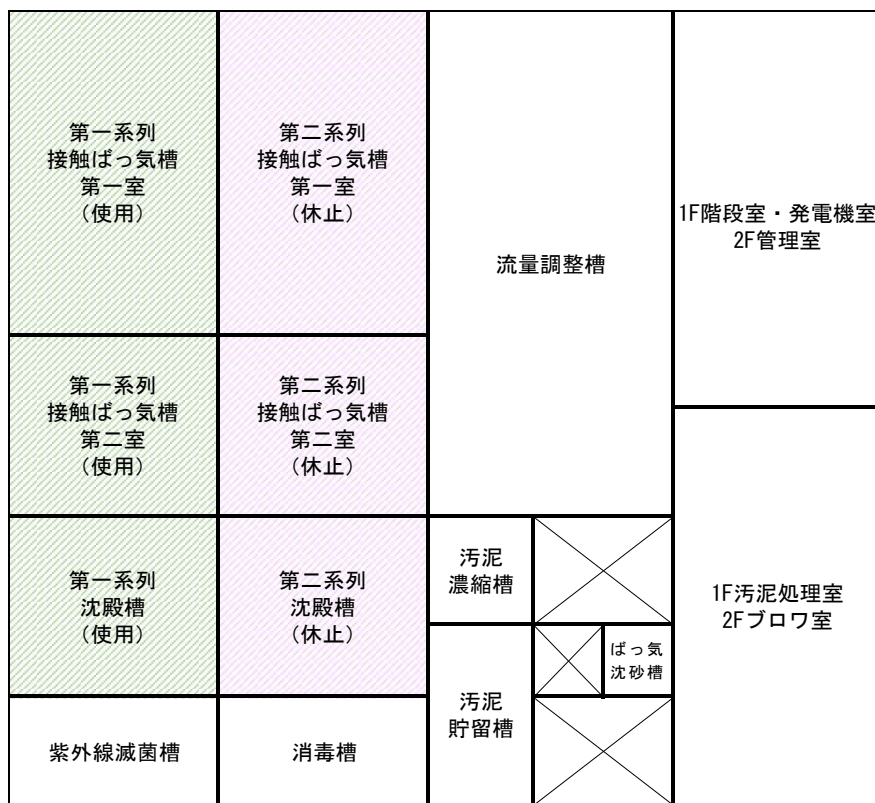 第一系列
接触ばっ気槽
第一室
（使用）
第二系列
接触ばっ気槽
第一室
（休止）
流量調整槽
1F階段室・発電機室
2F管理室
第一系列
接触ばっ気槽
第二室
（使用）
第二系列
接触ばっ気槽
第二室
（休止）
第一系列
沈殿槽
（使用）
第二系列
沈殿槽
（休止）
汚泥
濃縮槽
1F汚泥処理室
2Fブロワ室
ばっ気
沈砂槽
汚泥
貯留槽
紫外線滅菌槽
消毒槽